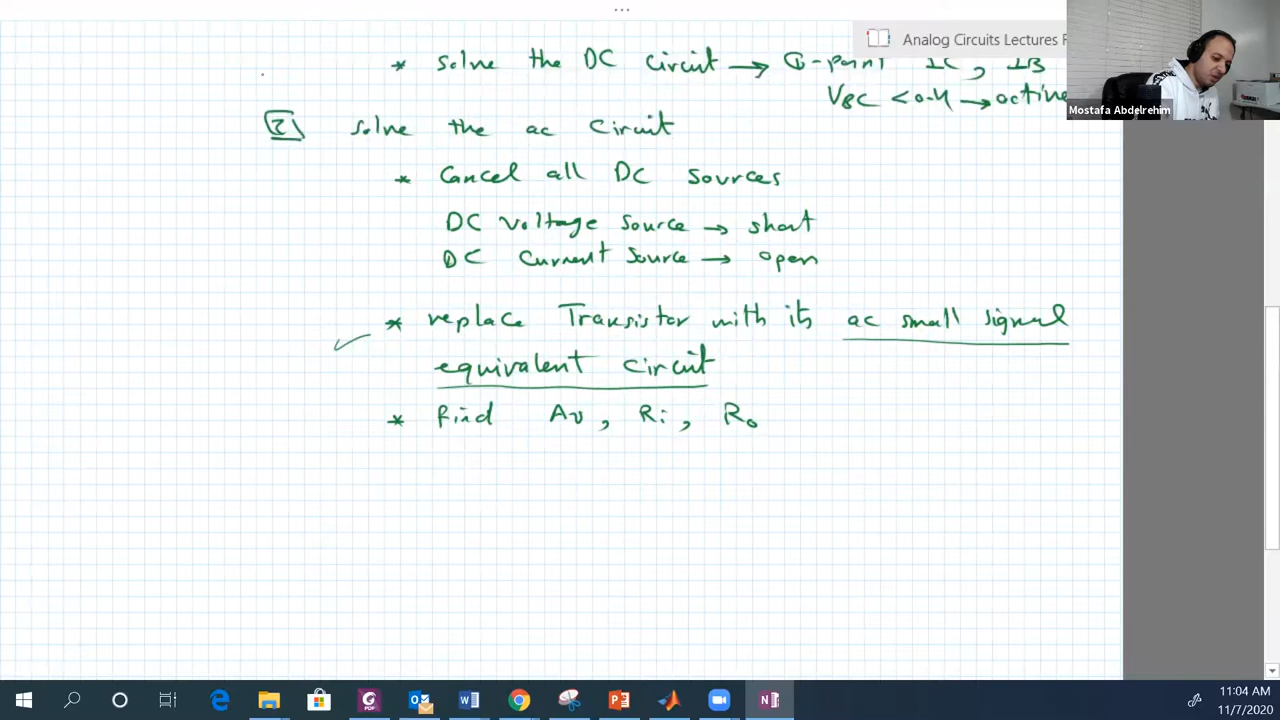 Analog Circuits Lectures F
* solve the DC circuit → Q-point IC, IB
VBC < 0.4 → active
Mostafa Abdelrehim
2 solve the ac circuit
* Cancel all DC sources
DC voltage source → short
DC current source → open
* replace Transistor with its ac small signal
equivalent circuit
* find Av, Ri, Ro
11:04 AM
11/7/2020